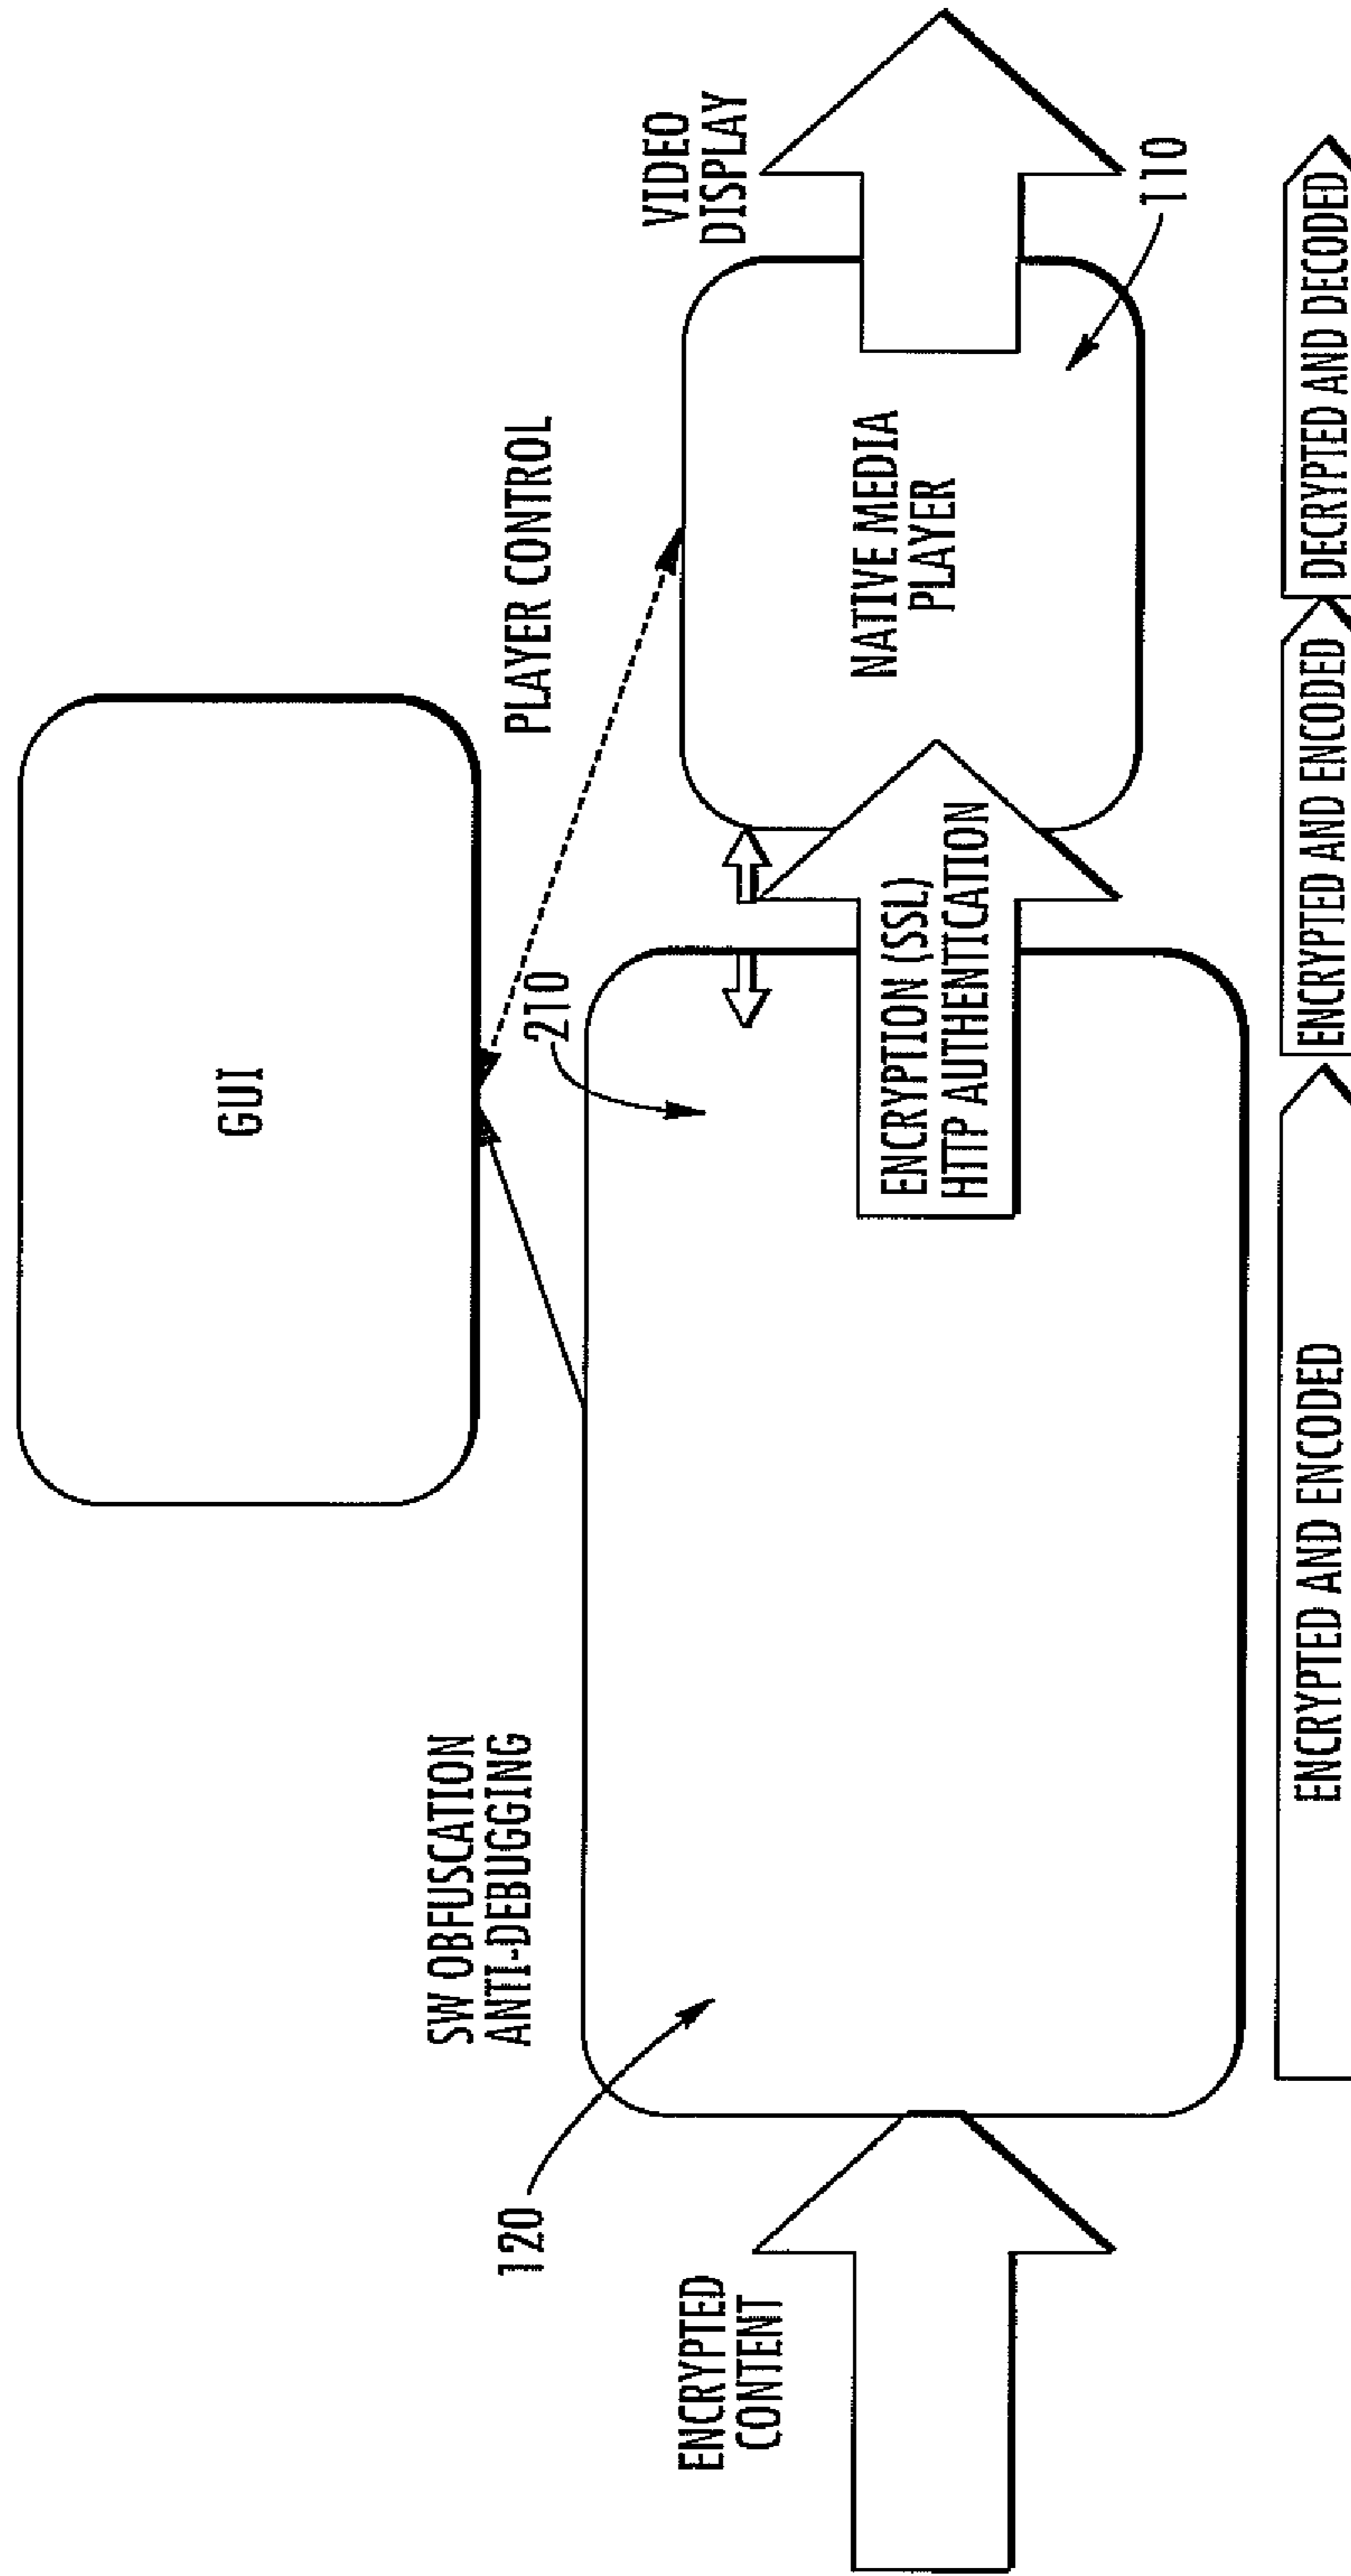 GUI
PLAYER CONTROL
SW OBFUSCATION
ANTI-DEBUGGING
120
210
VIDEO
DISPLAY
ENCRYPTED
CONTENT
ENCRYPTION (SSL)
HTTP AUTHENTICATION
NATIVE MEDIA
PLAYER
110
ENCRYPTED AND ENCODED
ENCRYPTED AND ENCODED
DECRYPTED AND DECODED